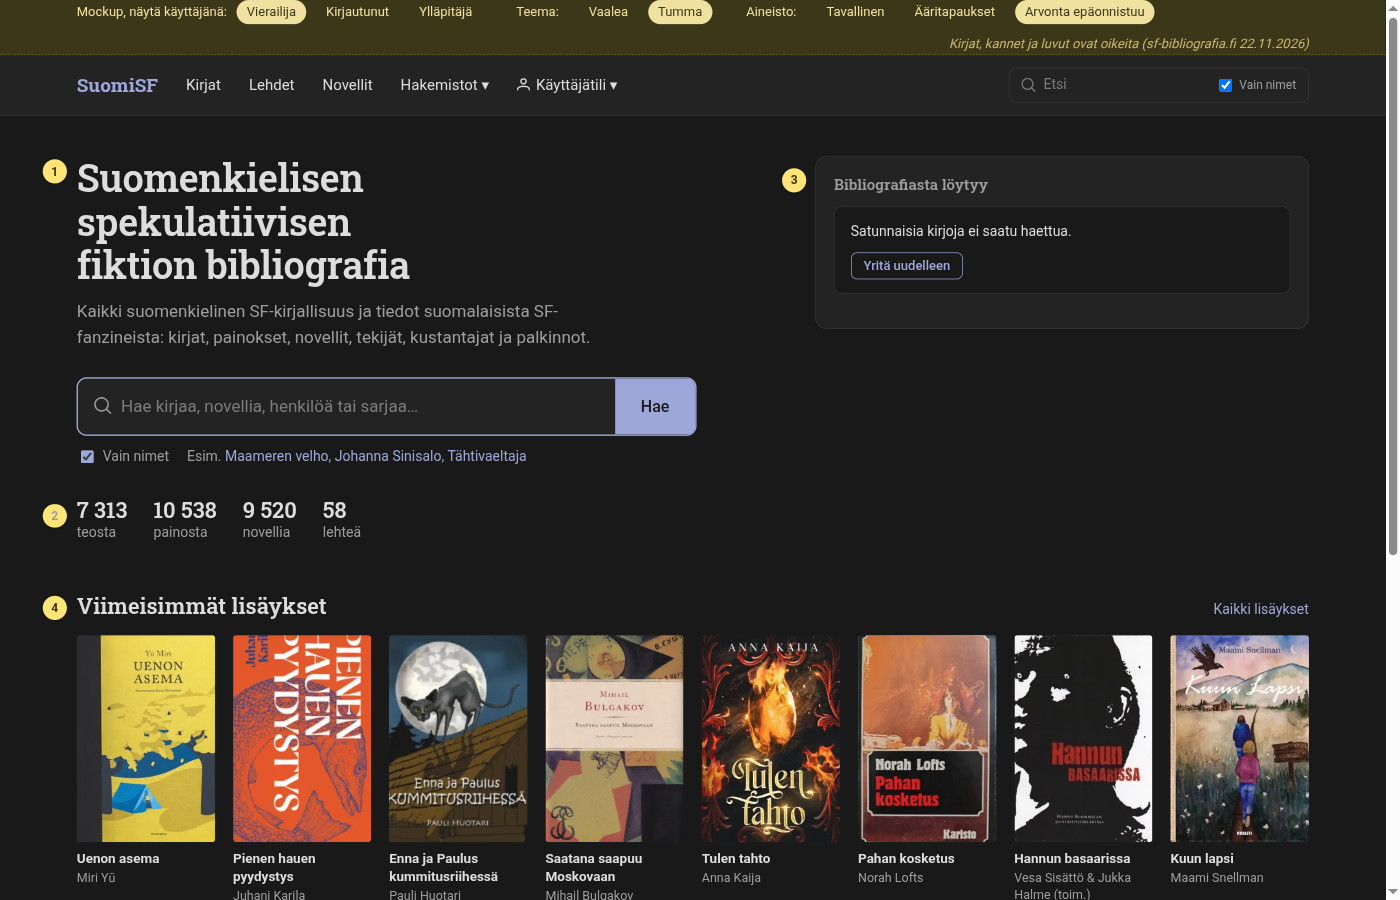 Mockup, näytä käyttäjänä: Vierailija Kirjautunut Ylläpitäjä Teema: Vaalea Tumma Aineisto: Tavallinen Ääritapaukset Arvonta epäonnistuu
Kirjat, kannet ja luvut ovat oikeita (sf-bibliografia.fi 22.11.2026)
SuomiSF Kirjat Lehdet Novellit Hakemistot ▾ Käyttäjätili ▾ Etsi Vain nimet
1 Suomenkielisen
spekulatiivisen
fiktion bibliografia
Kaikki suomenkielinen SF-kirjallisuus ja tiedot suomalaisista SF-
fanzineista: kirjat, painokset, novellit, tekijät, kustantajat ja palkinnot.
Hae kirjaa, novellia, henkilöä tai sarjaa... Hae
Vain nimet Esim. Maameren velho, Johanna Sinisalo, Tähtivaeltaja
2 7 313 10 538 9 520 58
teosta painosta novellia lehteä
3 Bibliografiasta löytyy
Satunnaisia kirjoja ei saatu haettua.
Yritä uudelleen
4 Viimeisimmät lisäykset Kaikki lisäykset
Yū Miri
UENON
ASEMA
Juhani
Karila
PIENEN
HAUEN
PYYDYSTYS
Enna ja Paulus
KUMMITUSRIIHESSÄ
PAULI HUOTARI
MIHAIL
BULGAKOV
SAATANA SAAPUU MOSKOVAAN
ANNA KAIJA
Tulen
tahto
Norah Lofts
Pahan
kosketus
Karisto
Hannun
BASAARISSA
Maami Snellman
Kuun Lapsi
Uenon asema
Miri Yū
Pienen hauen
pyydystys
Juhani Karila
Enna ja Paulus
kummitusriihessä
Pauli Huotari
Saatana saapuu
Moskovaan
Mihail Bulgakov
Tulen tahto
Anna Kaija
Pahan kosketus
Norah Lofts
Hannun basaarissa
Vesa Sisättö & Jukka
Halme (toim.)
Kuun lapsi
Maami Snellman